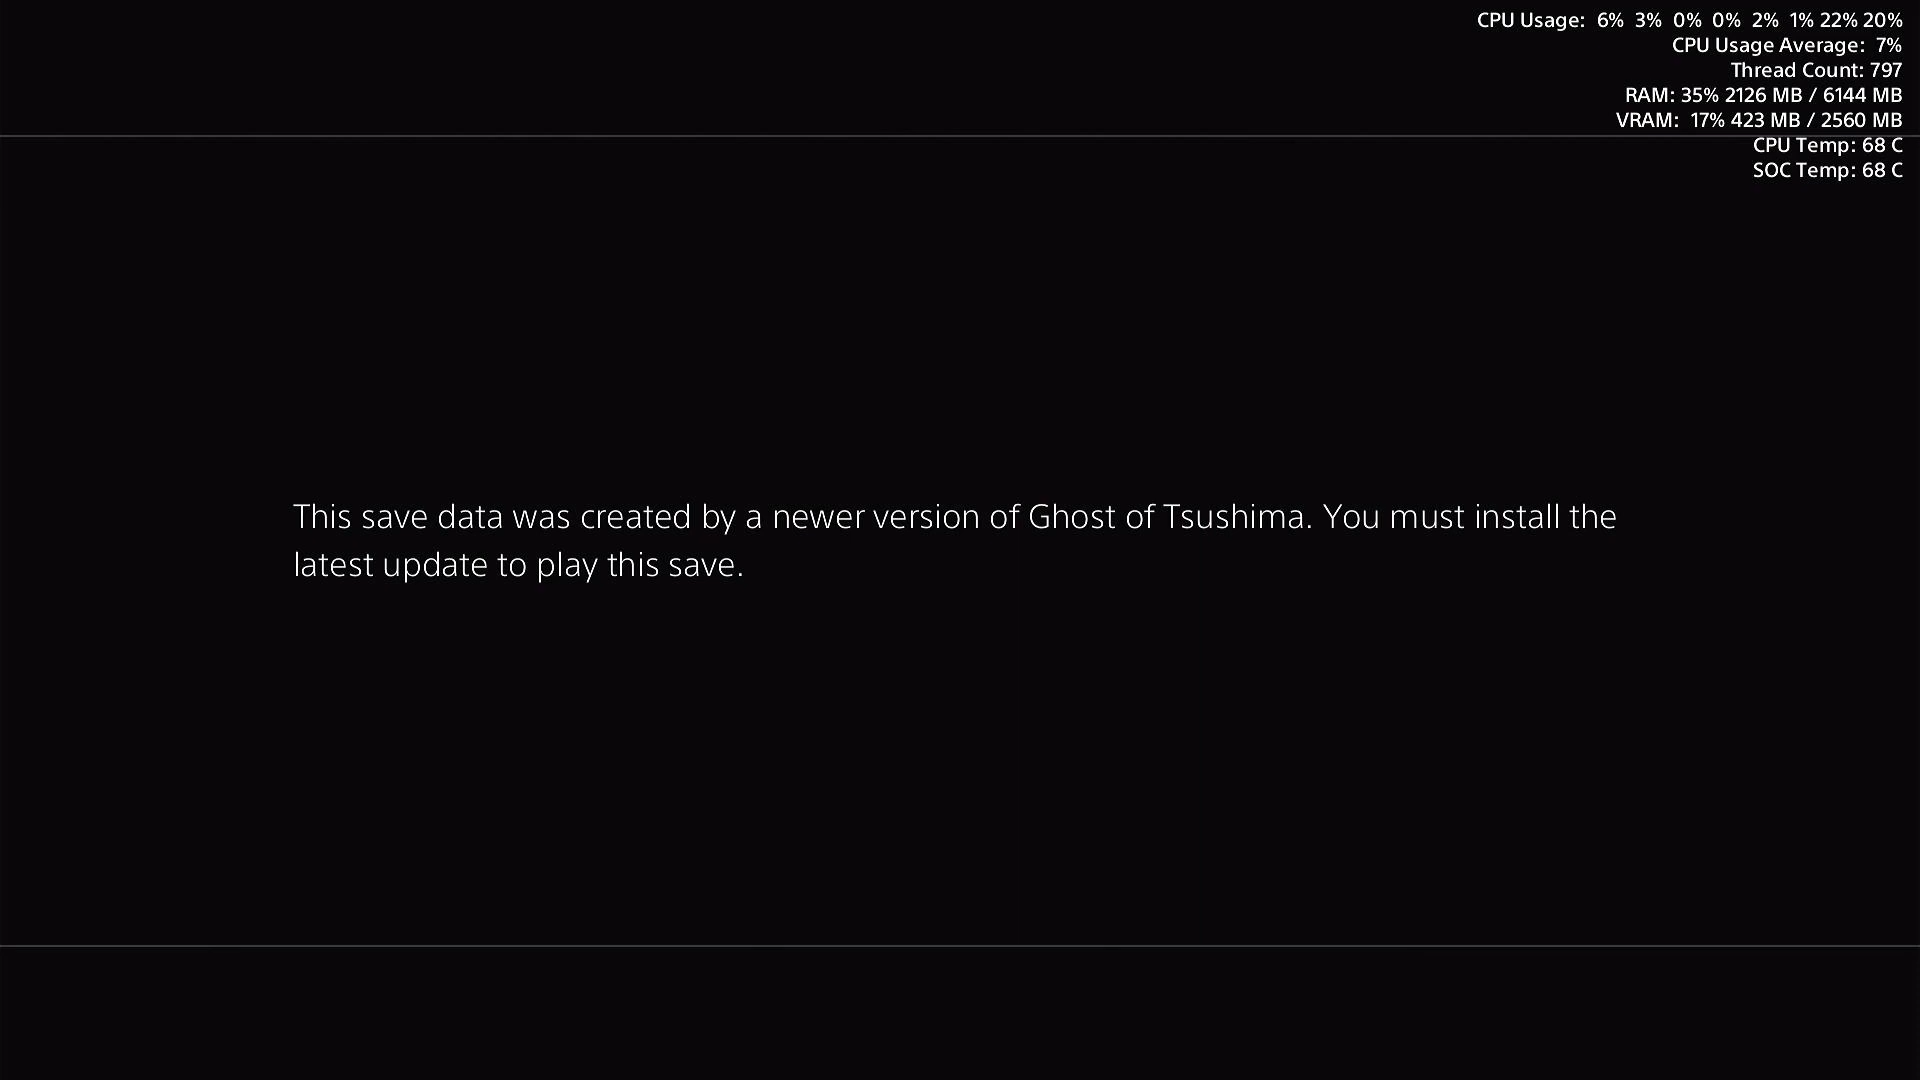 CPU Usage: 6% 3% 0% 0% 2% 1% 22% 20%
CPU Usage Average: 7%
Thread Count: 797
RAM: 35% 2126 MB / 6144 MB
VRAM: 17% 423 MB / 2560 MB
CPU Temp: 68 C
SOC Temp: 68 C
This save data was created by a newer version of Ghost of Tsushima. You must install the
latest update to play this save.